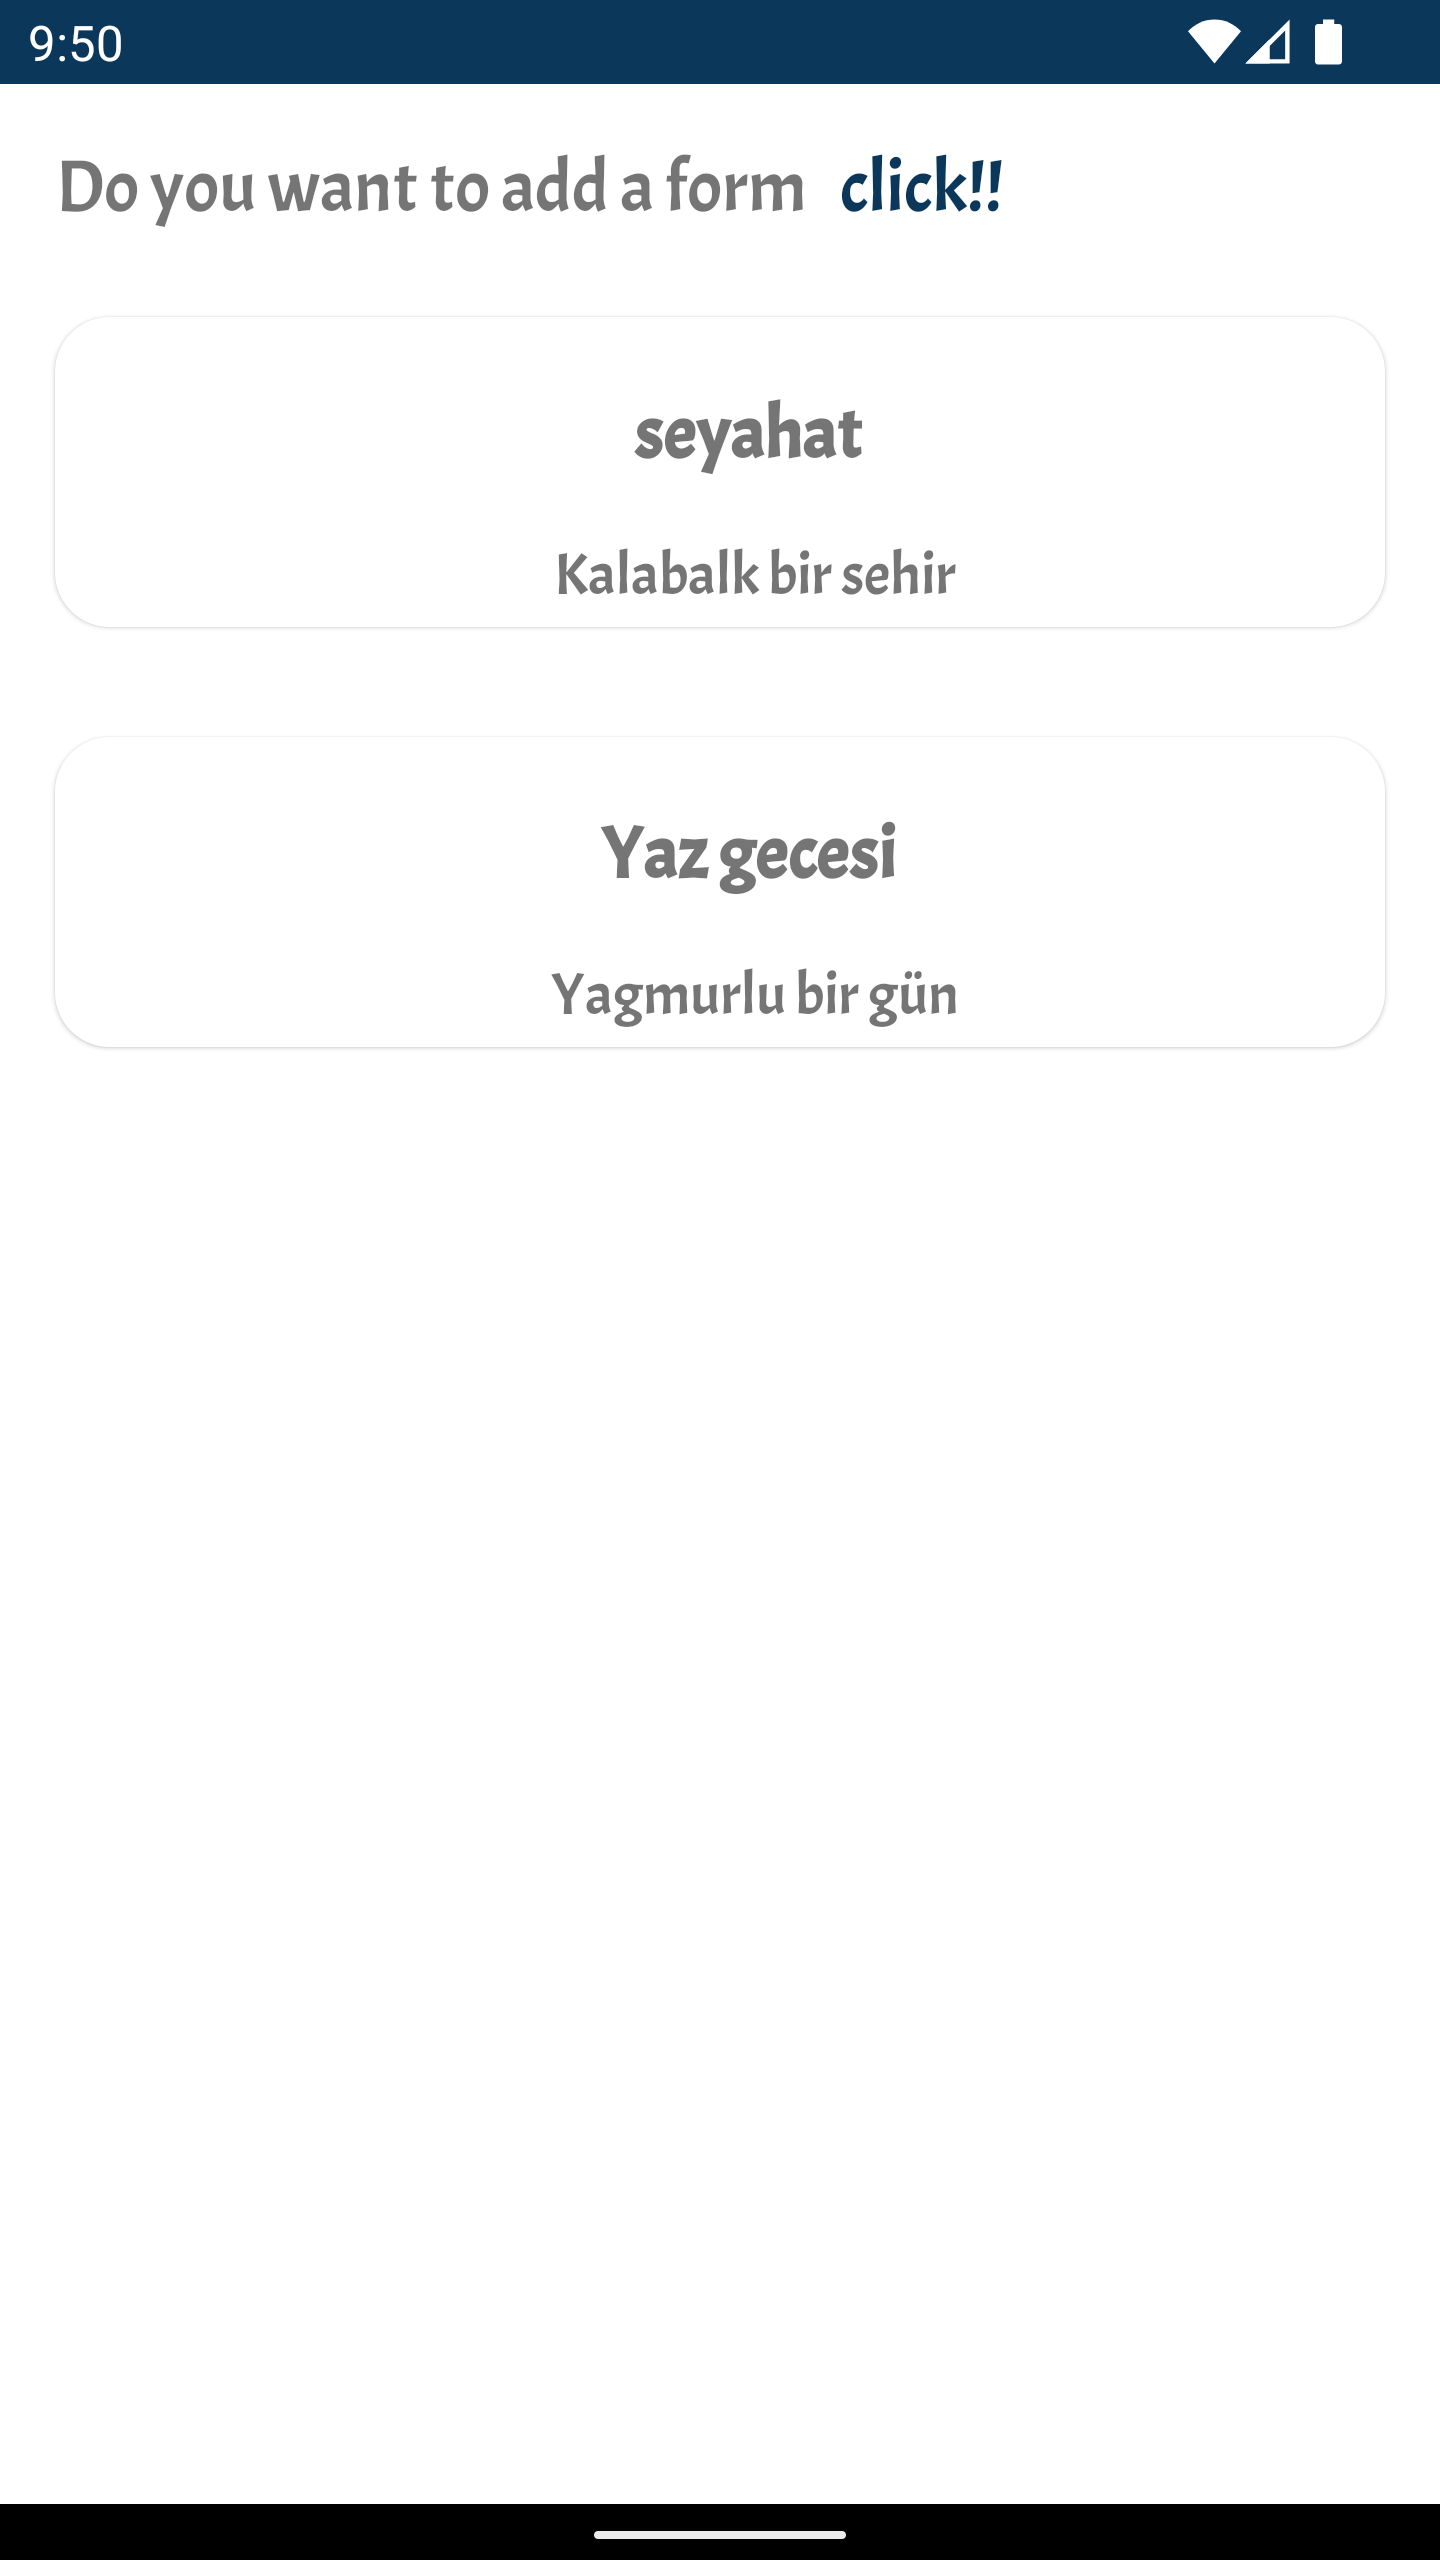 9:50
Do you want to add a form click!!
seyahat
Kalabalk bir sehir
Yaz gecesi
Yagmurlu bir gün